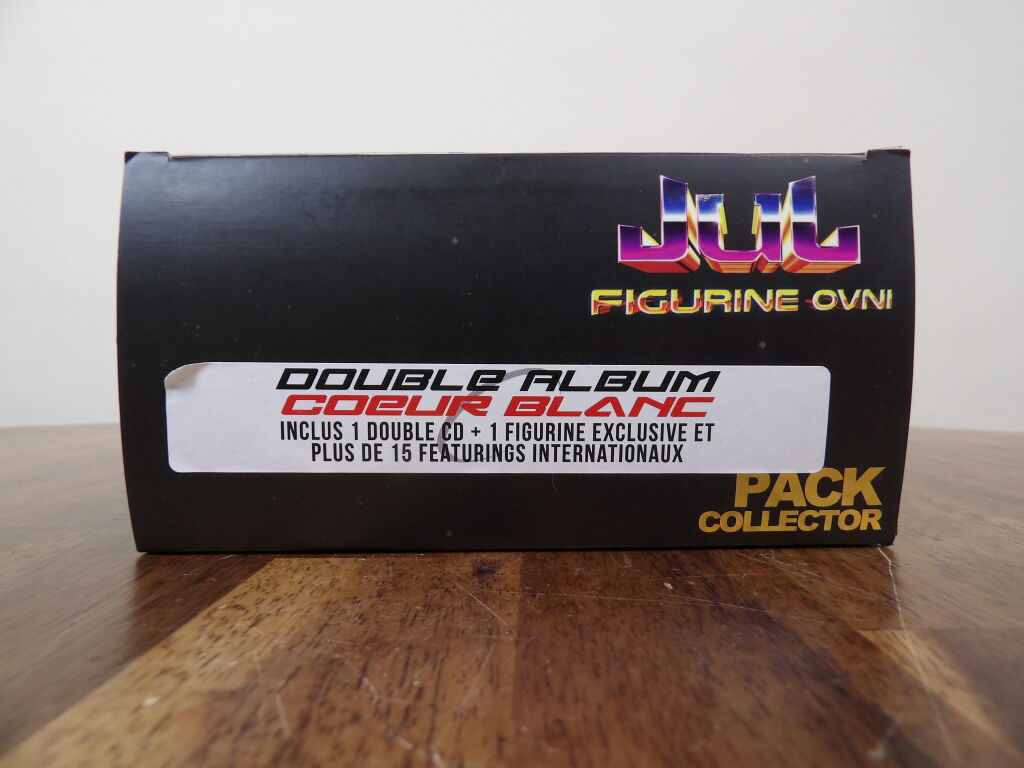 JUL
FIGURINE OVNI
DOUBLE ALBUM
COEUR BLANC
INCLUS 1 DOUBLE CD + 1 FIGURINE EXCLUSIVE ET
PLUS DE 15 FEATURINGS INTERNATIONAUX
PACK
COLLECTOR